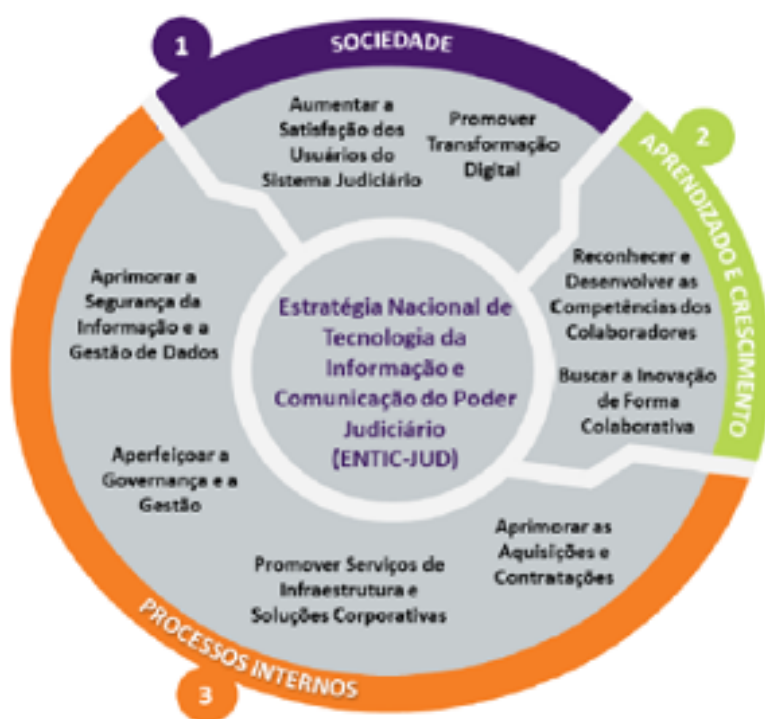 1
SOCIEDADE
Aumentar a
Satisfação dos
Usuários do
Sistema Judiciário
Promover
Transformação
Digital
2
APRENDIZADO E CRESCIMENTO
Reconhecer e
Desenvolver as
Competências dos
Colaboradores
Buscar a Inovação
de Forma
Colaborativa
Estratégia Nacional de
Tecnologia da
Informação e
Comunicação do Poder
Judiciário
(ENTIC-JUD)
Aprimorar a
Segurança da
Informação e a
Gestão de Dados
Aperfeiçoar a
Governança e a
Gestão
Promover Serviços de
Infraestrutura e
Soluções Corporativas
Aprimorar as
Aquisições e
Contratações
PROCESSOS INTERNOS
3